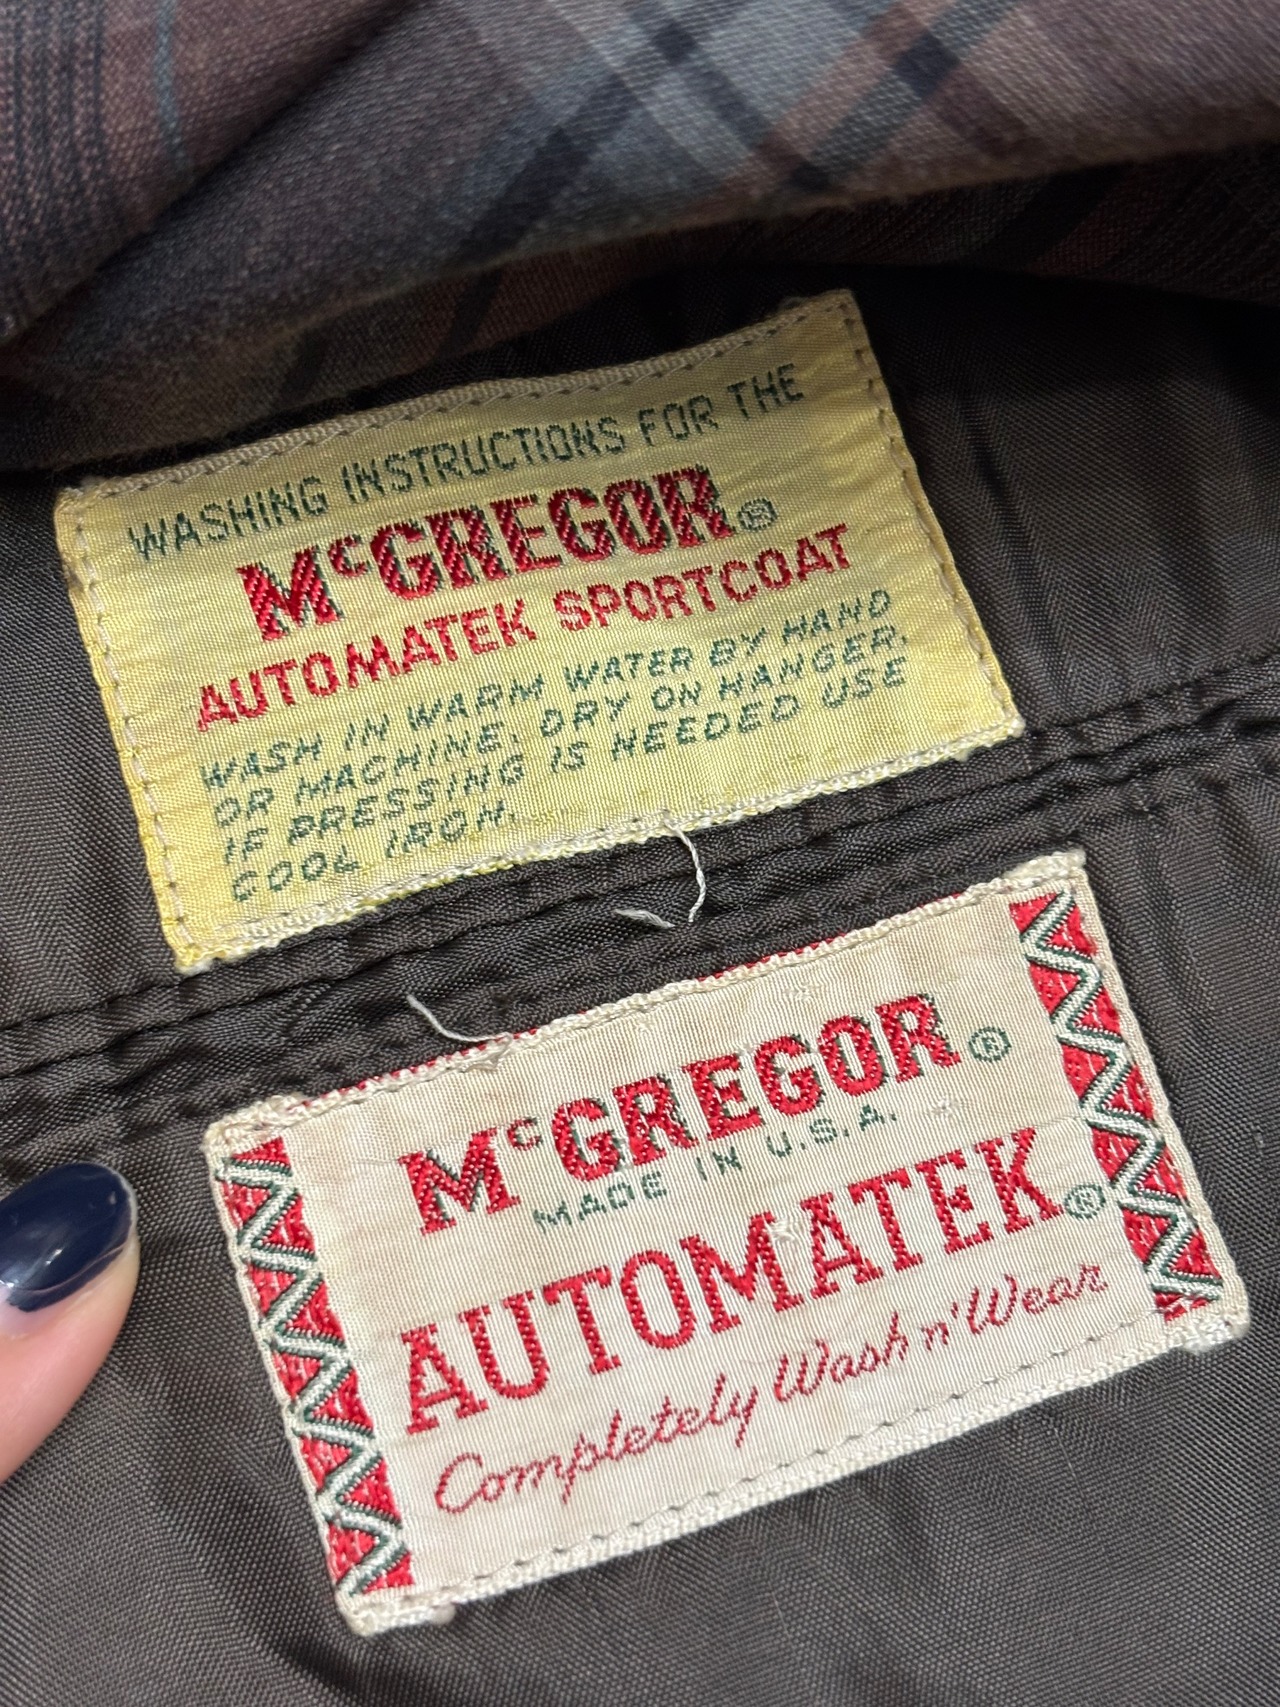 WASHING INSTRUCTIONS FOR THE
McGREGOR®
AUTOMATEK SPORTCOAT
WASH IN WARM WATER BY HAND
OR MACHINE. DRY ON HANGER.
IF PRESSING IS NEEDED USE
COOL IRON.
McGREGOR®
MADE IN U.S.A.
AUTOMATEK®
Completely Wash n' Wear